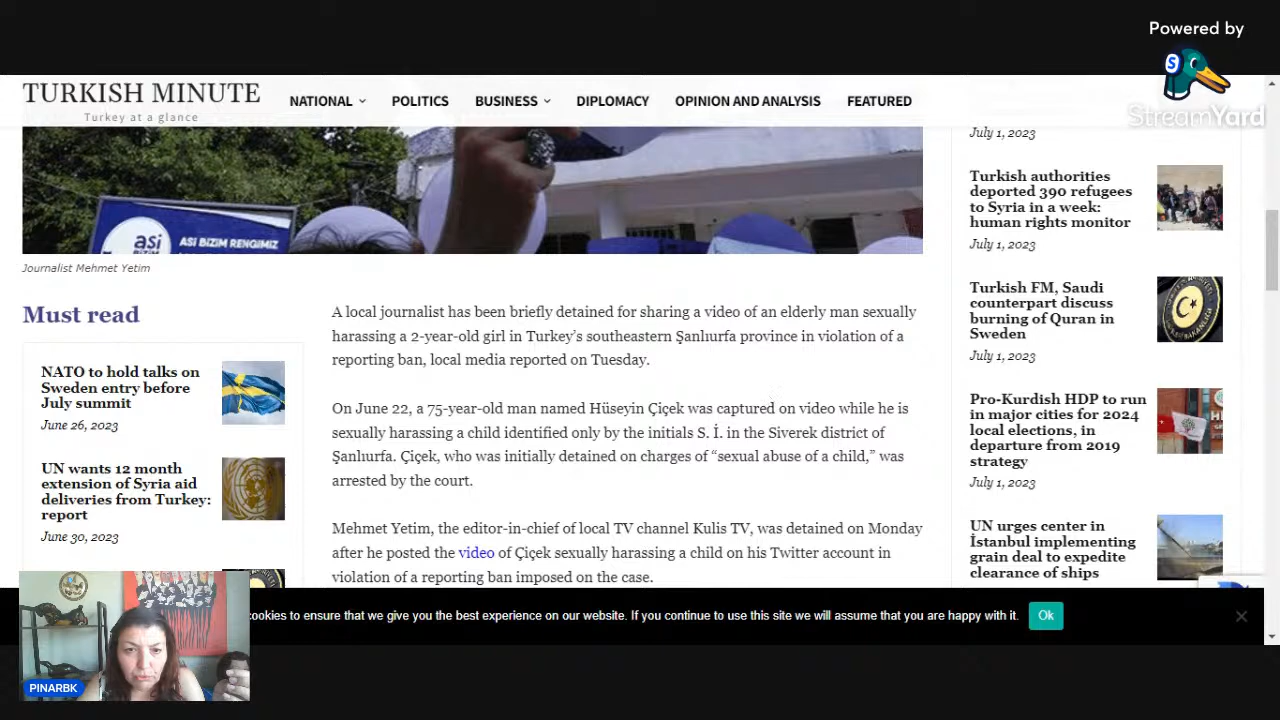 Powered by
StreamYard
TURKISH MINUTE
Turkey at a glance
NATIONAL
POLITICS
BUSINESS
DIPLOMACY
OPINION AND ANALYSIS
FEATURED
aşı
BİZİM
AŞI BİZİM RENGİMİZ
Journalist Mehmet Yetim
Must read
NATO to hold talks on
Sweden entry before
July summit
June 26, 2023
UN wants 12 month
extension of Syria aid
deliveries from Turkey:
report
June 30, 2023
A local journalist has been briefly detained for sharing a video of an elderly man sexually
harassing a 2-year-old girl in Turkey's southeastern Şanlıurfa province in violation of a
reporting ban, local media reported on Tuesday.
On June 22, a 75-year-old man named Hüseyin Çiçek was captured on video while he is
sexually harassing a child identified only by the initials S. İ. in the Siverek district of
Şanlıurfa. Çiçek, who was initially detained on charges of “sexual abuse of a child,” was
arrested by the court.
Mehmet Yetim, the editor-in-chief of local TV channel Kulis TV, was detained on Monday
after he posted the video of Çiçek sexually harassing a child on his Twitter account in
violation of a reporting ban imposed on the case.
July 1, 2023
Turkish authorities
deported 390 refugees
to Syria in a week:
human rights monitor
July 1, 2023
Turkish FM, Saudi
counterpart discuss
burning of Quran in
Sweden
July 1, 2023
Pro-Kurdish HDP to run
in major cities for 2024
local elections, in
departure from 2019
strategy
July 1, 2023
UN urges center in
İstanbul implementing
grain deal to expedite
clearance of ships
cookies to ensure that we give you the best experience on our website. If you continue to use this site we will assume that you are happy with it.
Ok
PINARBK